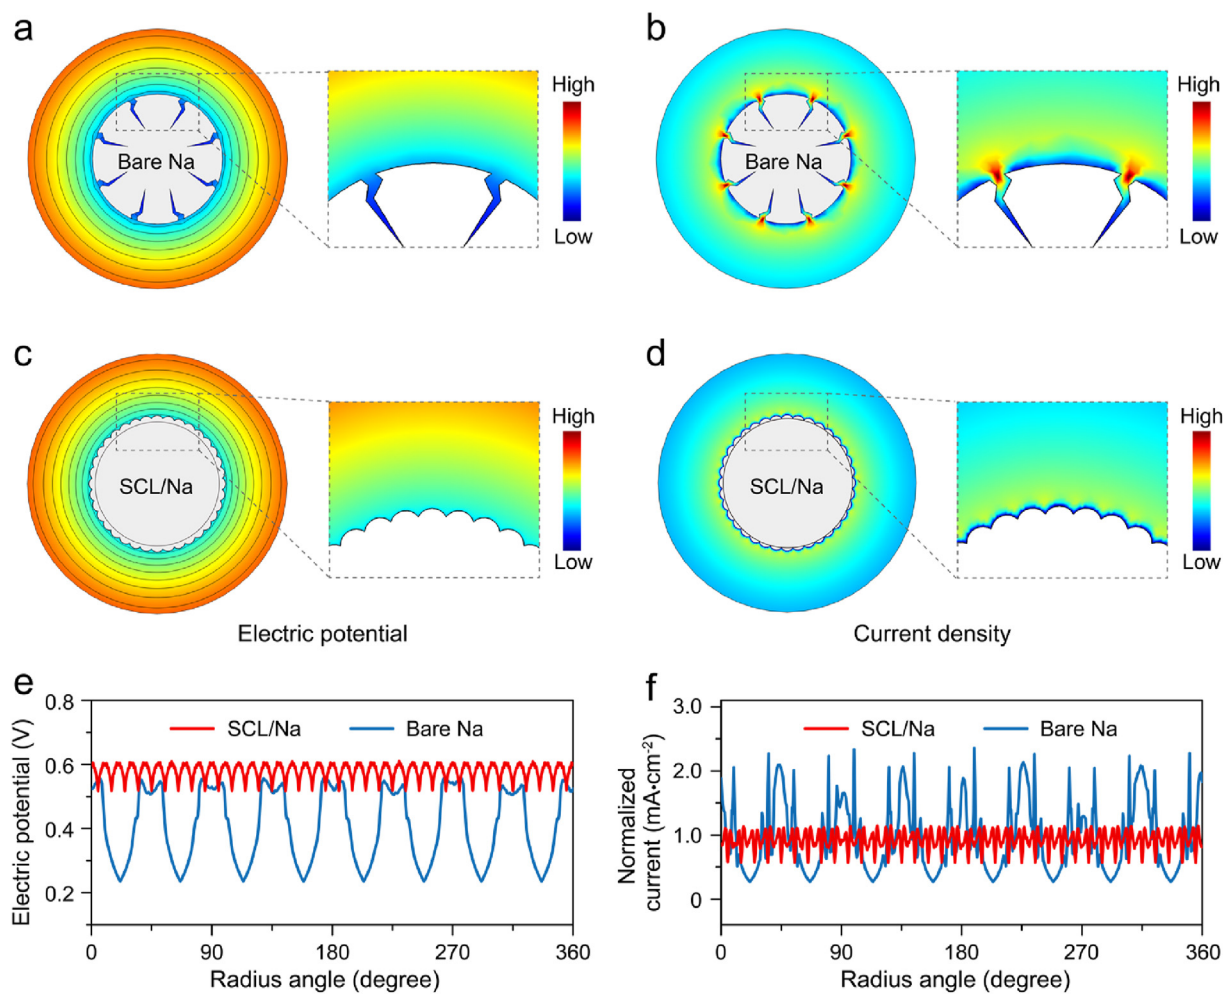 a
b
Bare Na
High
Low
Bare Na
High
Low
c
d
SCL/Na
High
Low
SCL/Na
High
Low
Electric potential
Current density
e
f
0.8
0.6
0.4
0.2
Electric potential (V)
SCL/Na
Bare Na
0
90
180
270
360
Radius angle (degree)
3.0
2.0
1.0
0
Normalized
current (mA•cm-2)
SCL/Na
Bare Na
0
90
180
270
360
Radius angle (degree)